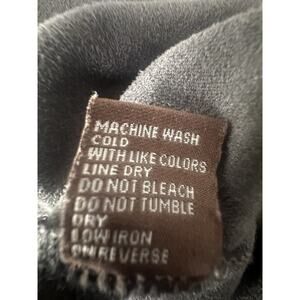 MACHINE WASH
COLD
WITH LIKE COLORS
LINE DRY
DO NOT BLEACH
DO NOT TUMBLE
DRY
LOW IRON
ON REVERSE